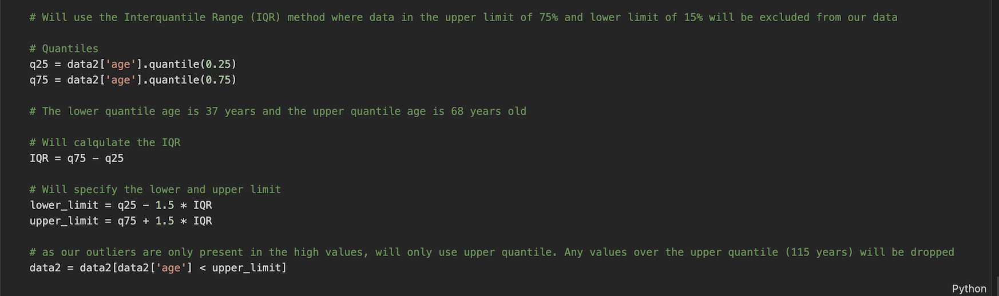 # Will use the Interquantile Range (IQR) method where data in the upper limit of 75% and lower limit of 15% will be excluded from our data
# Quantiles
q25 = data2['age'].quantile(0.25)
q75 = data2['age'].quantile(0.75)
# The lower quantile age is 37 years and the upper quantile age is 68 years old
# Will calqulate the IQR
IQR = q75 - q25
# Will specify the lower and upper limit
lower_limit = q25 - 1.5 * IQR
upper_limit = q75 + 1.5 * IQR
# as our outliers are only present in the high values, will only use upper quantile. Any values over the upper quantile (115 years) will be dropped
data2 = data2[data2['age'] < upper_limit]
Python